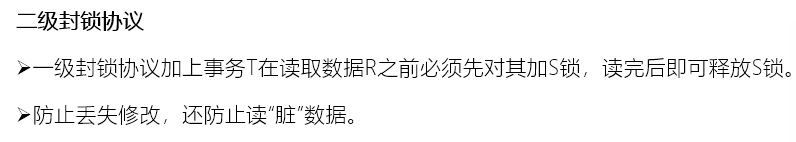 二级封锁协议
➢一级封锁协议加上事务T在读取数据R之前必须先对其加S锁，读完后即可释放S锁。
➢防止丢失修改，还防止读“脏”数据。